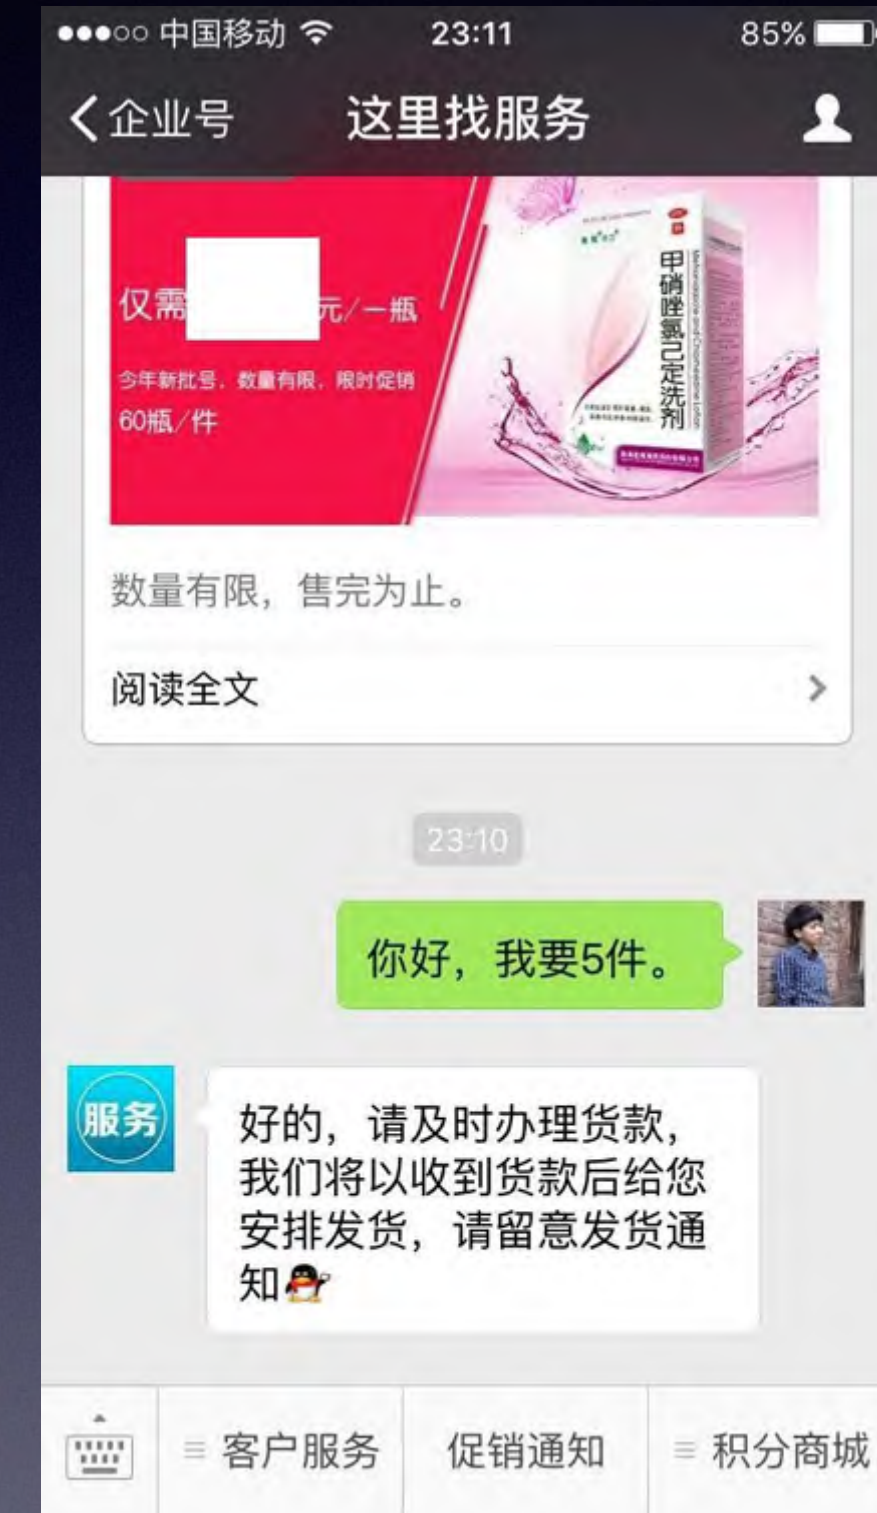 中国移动
23:11
85%
企业号
这里找服务
仅需
元/一瓶
今年新批号，数量有限，限时促销
60瓶/件
甲硝唑氯己定洗剂
数量有限，售完为止。
阅读全文
23:10
你好，我要5件。
服务
好的，请及时办理货款，
我们将以收到货款后给您
安排发货，请留意发货通
知
客户服务
促销通知
积分商城